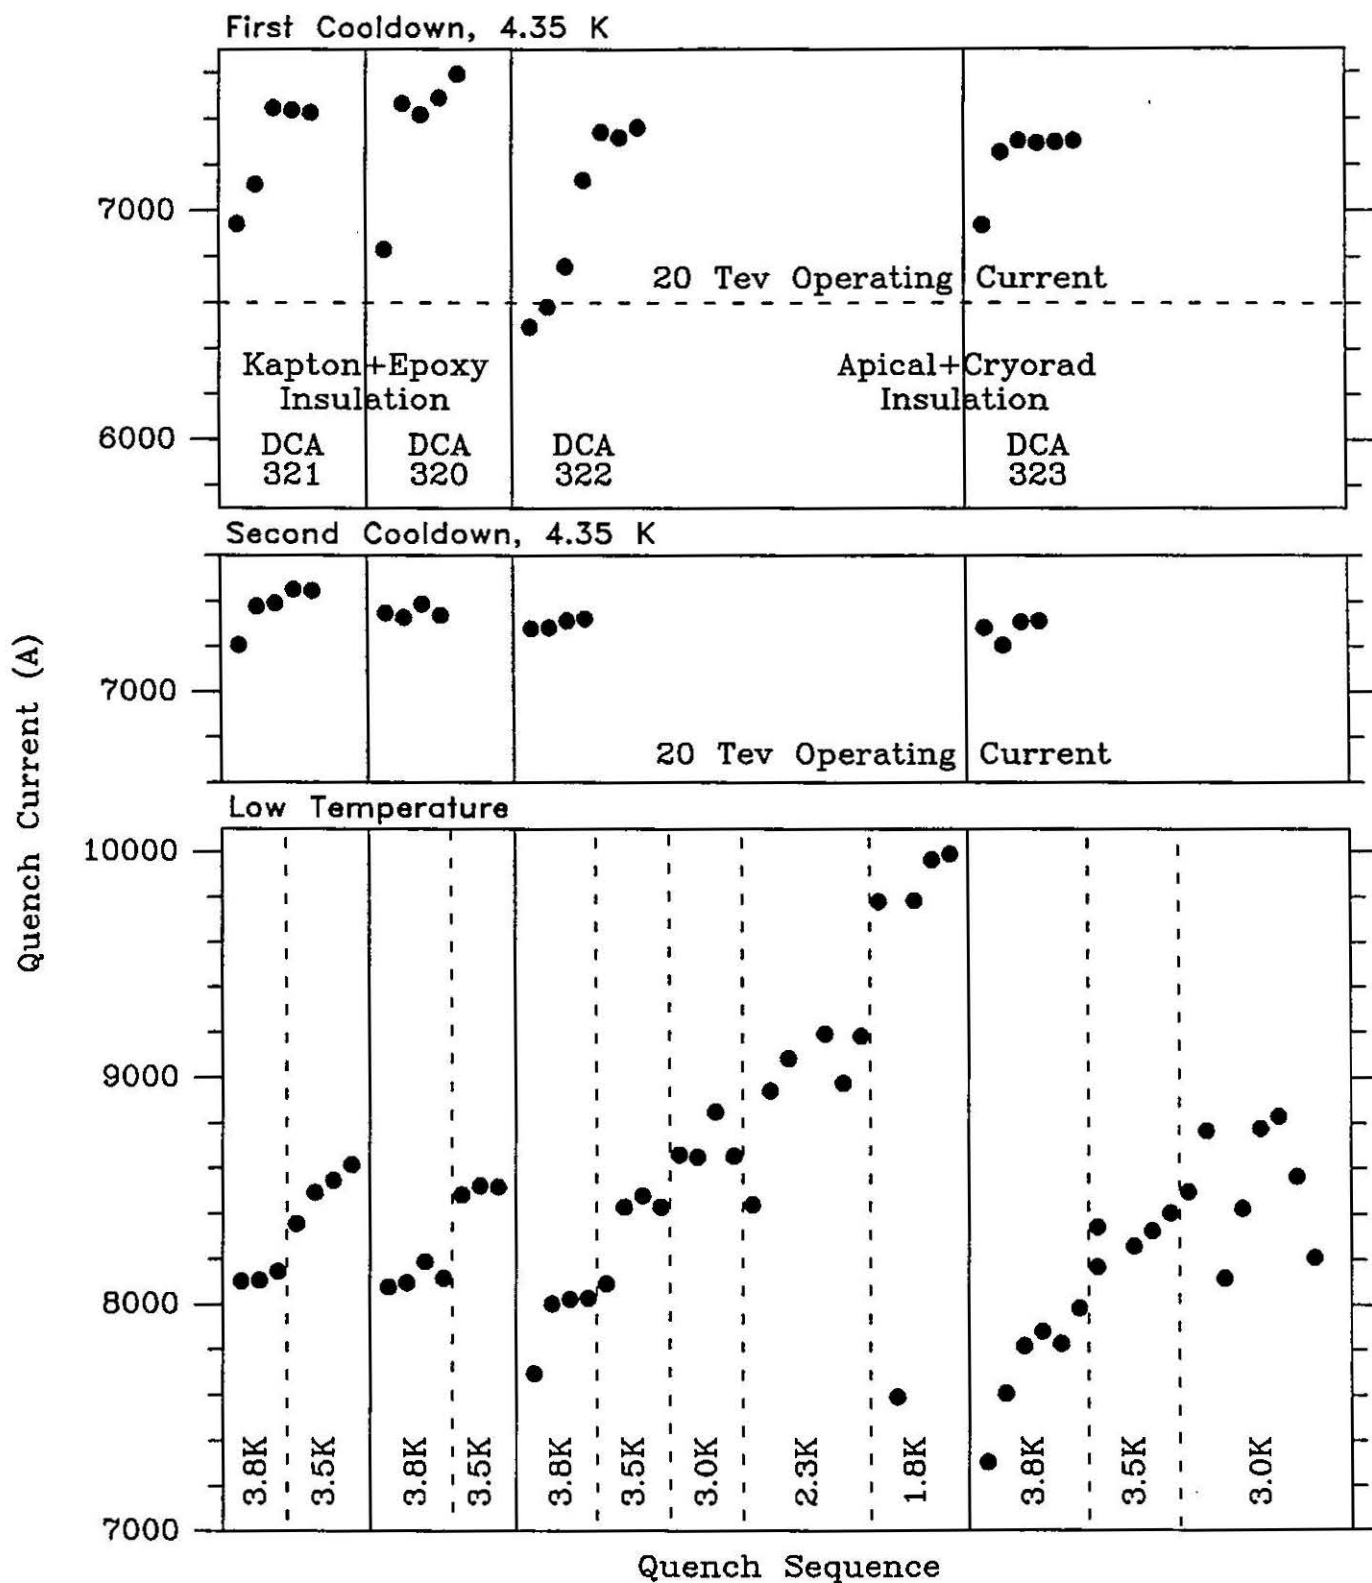 First Cooldown, 4.35 K
7000
20 Tev Operating Current
Kapton+Epoxy
Insulation
Apical+Cryorad
Insulation
6000
DCA
321
DCA
320
DCA
322
DCA
323
Second Cooldown, 4.35 K
7000
20 Tev Operating Current
Quench Current (A)
Low Temperature
10000
9000
8000
7000
3.8K
3.5K
3.8K
3.5K
3.8K
3.5K
3.0K
2.3K
1.8K
3.8K
3.5K
3.0K
Quench Sequence